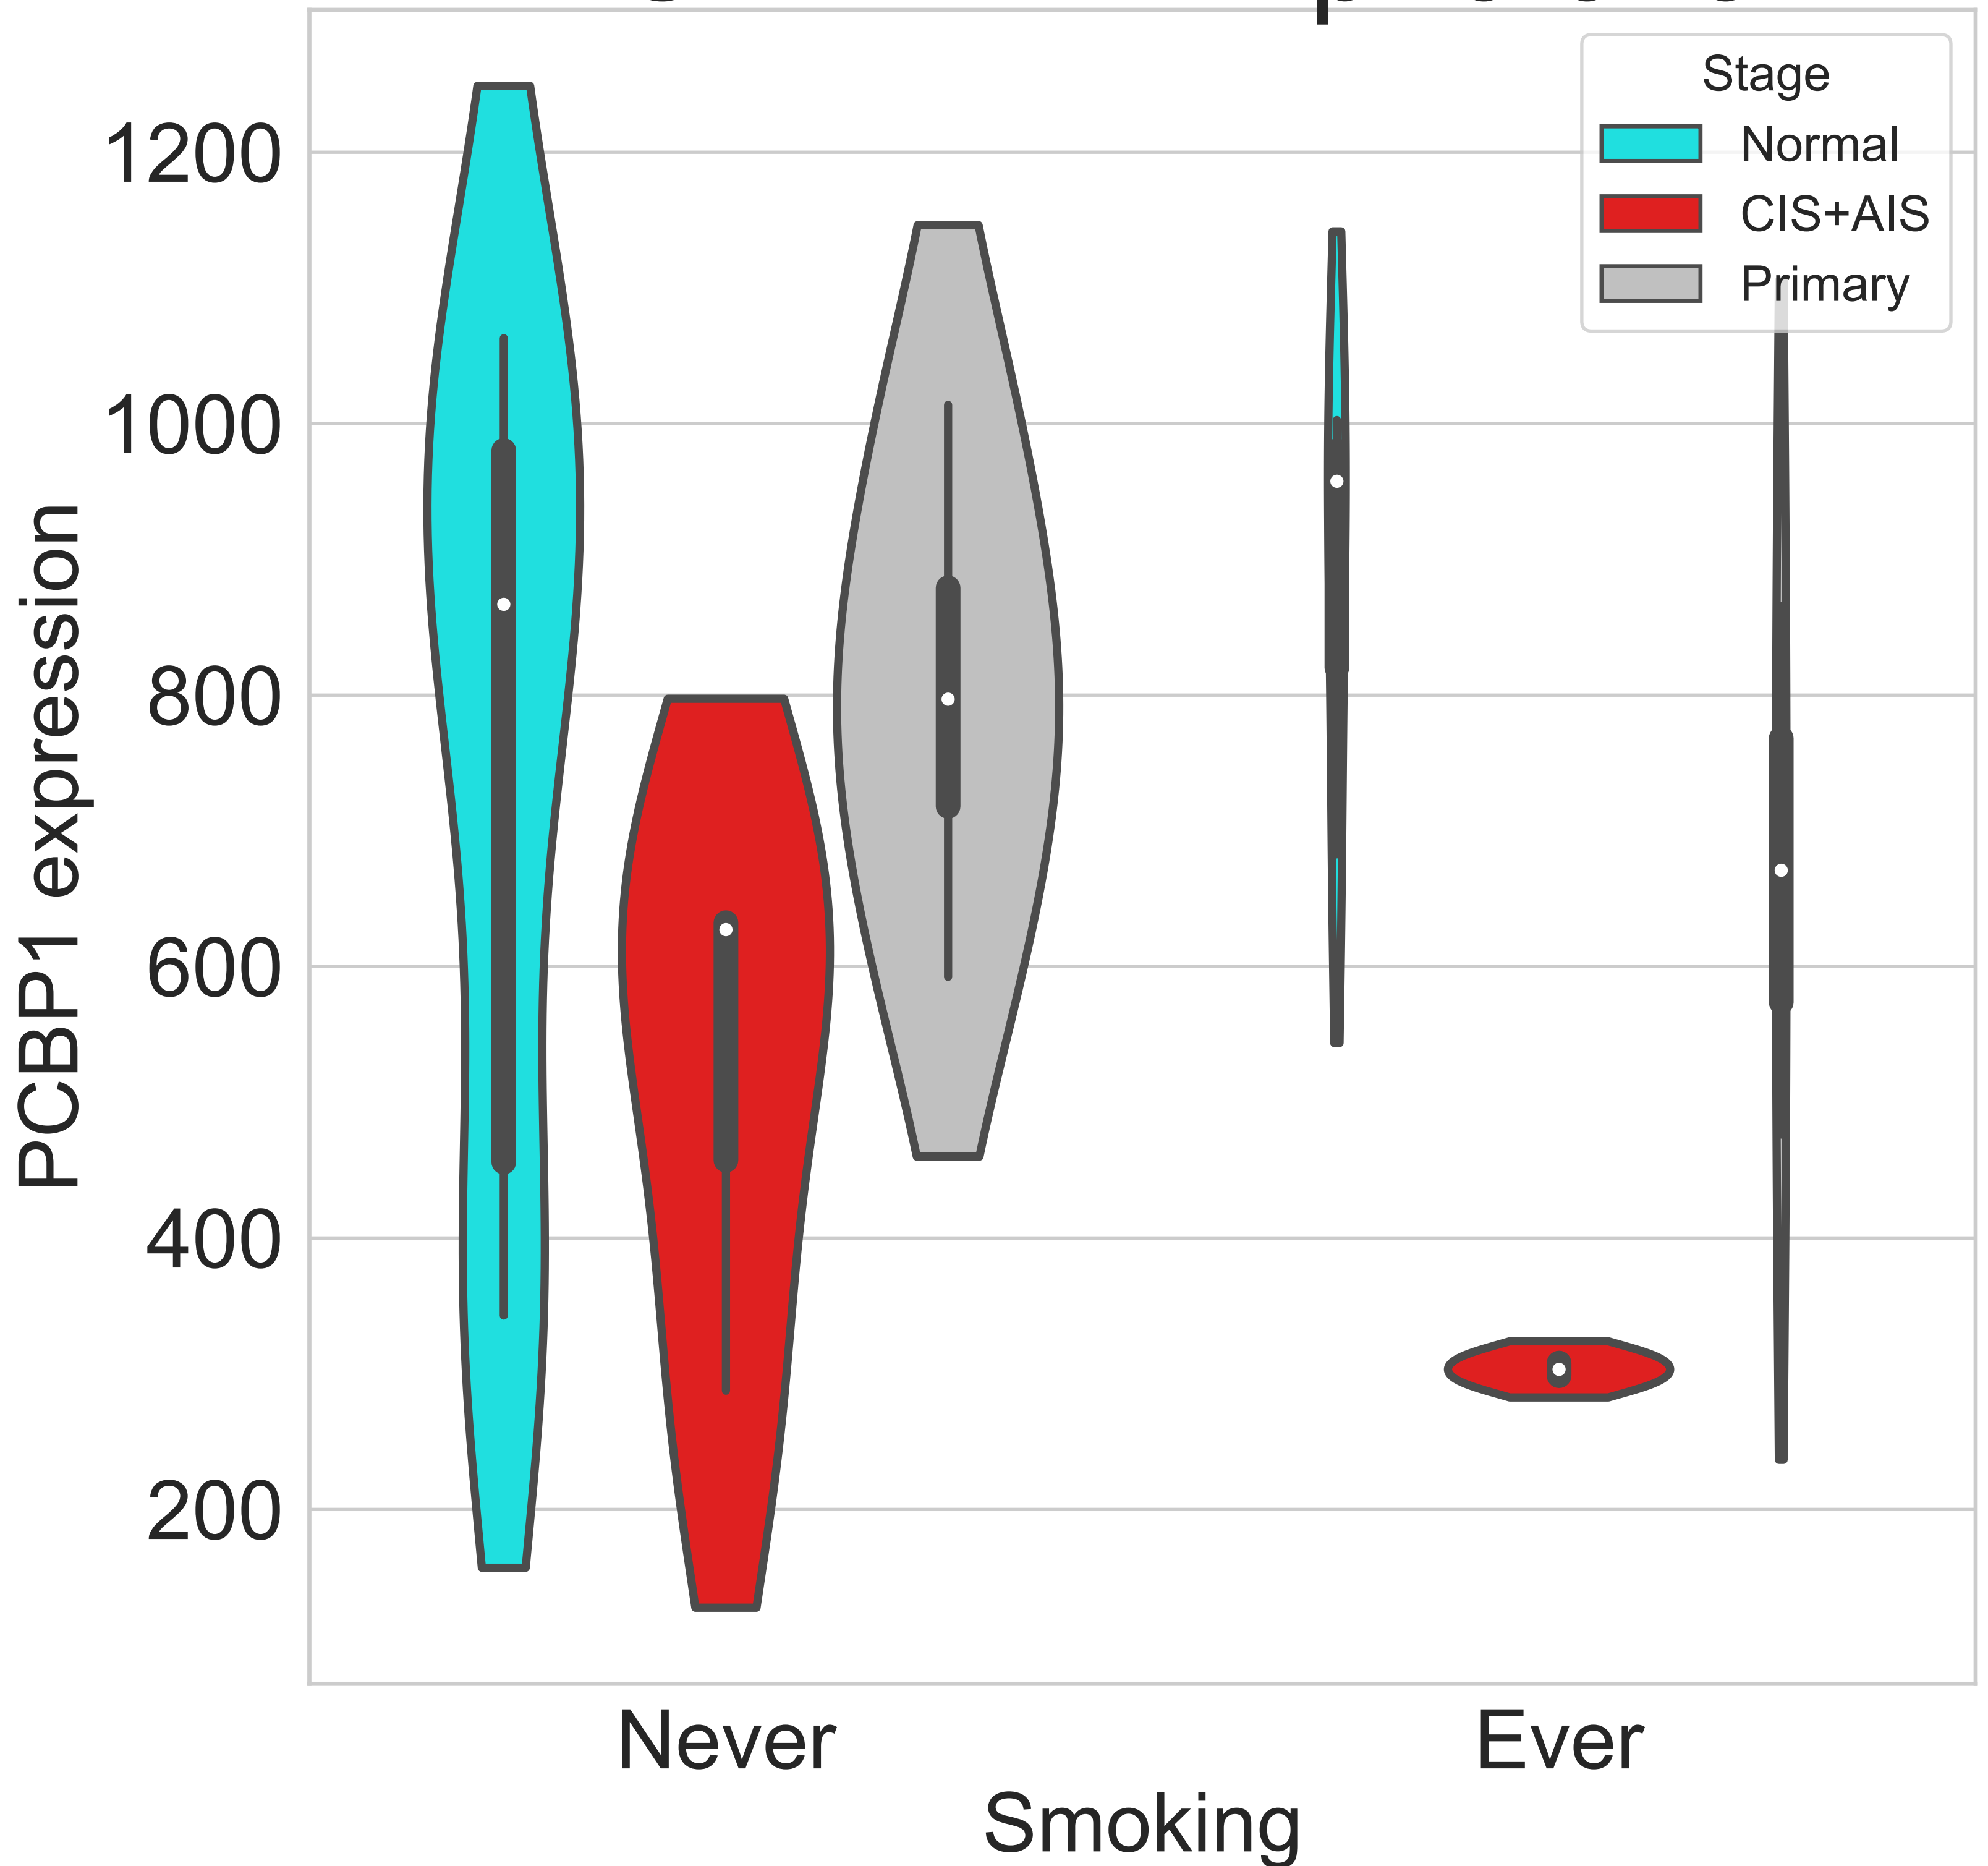 Stage
Normal
CIS+AIS
Primary
1200
1000
800
600
400
200
PCBP1 expression
Never
Ever
Smoking